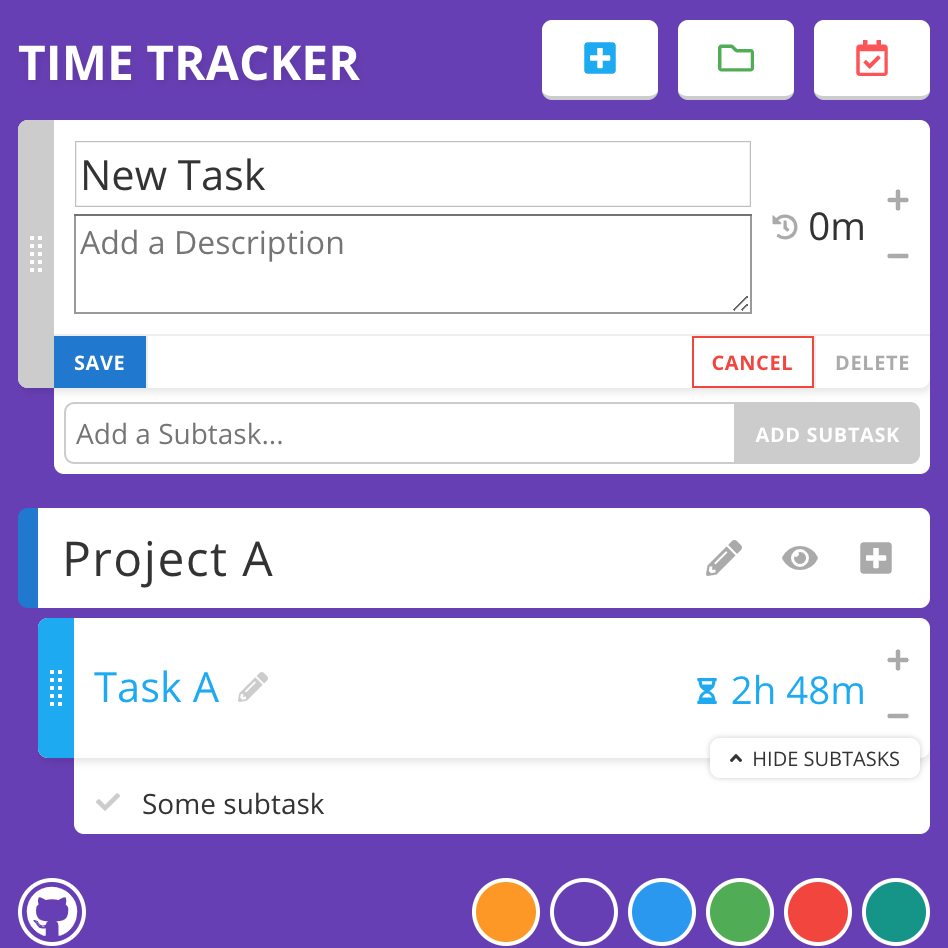 TIME TRACKER
New Task
Add a Description
0m
SAVE
CANCEL
DELETE
Add a Subtask...
ADD SUBTASK
Project A
Task A
2h 48m
HIDE SUBTASKS
Some subtask